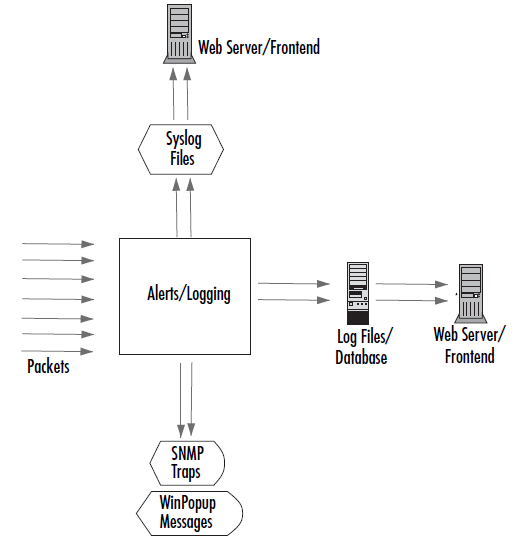 Web Server/Frontend
Syslog
Files
Alerts/Logging
Packets
Log Files/
Database
Web Server/
Frontend
SNMP
Traps
WinPopup
Messages